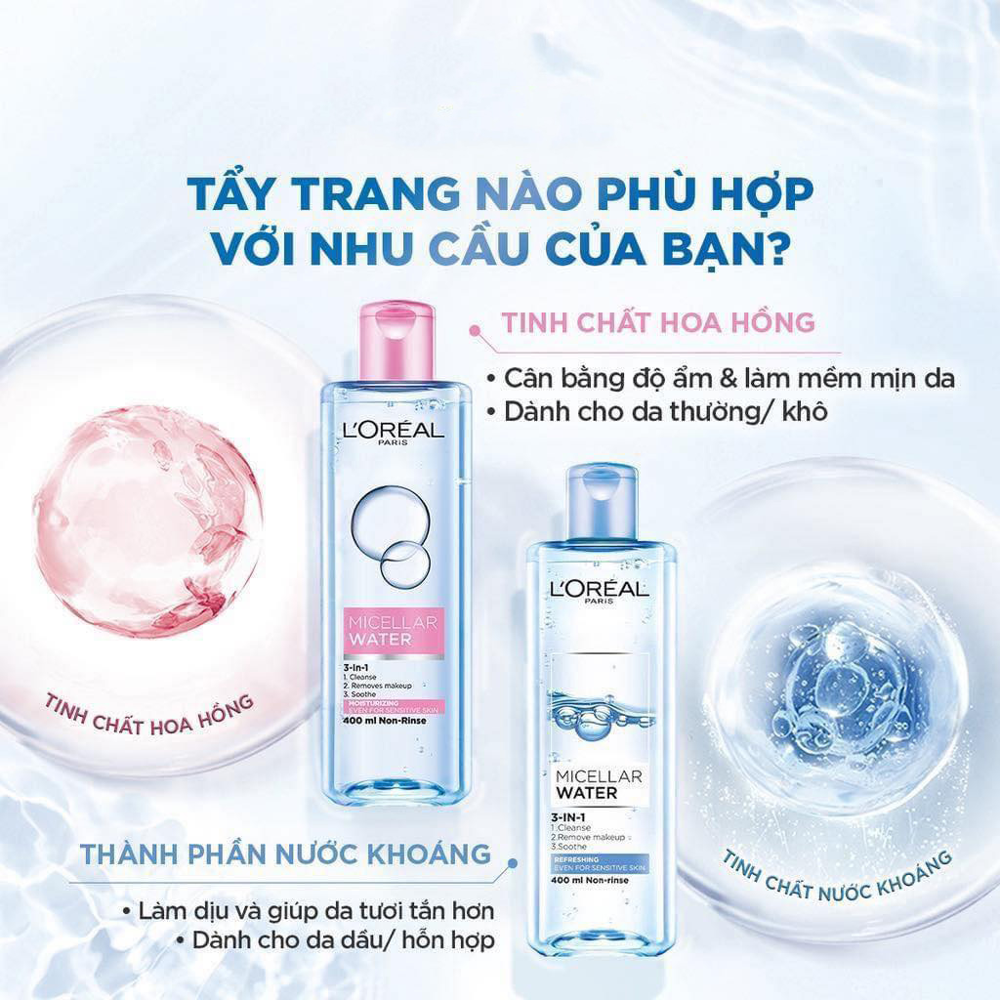 TẨY TRANG NÀO PHÙ HỢP
VỚI NHU CẦU CỦA BẠN?
TINH CHẤT HOA HỒNG
• Cân bằng độ ẩm & làm mềm mịn da
• Dành cho da thường/ khô
L'ORÉAL
PARIS
MICELLAR
WATER
3-In-1
1. Cleanse
2. Removes makeup
3. Soothe
MOISTURIZING
EVEN FOR SENSITIVE SKIN
400 ml Non-Rinse
TINH CHẤT HOA HỒNG
L'ORÉAL
PARIS
MICELLAR
WATER
3-IN-1
1.Cleanse
2.Remove makeup
3.Soothe
REFRESHING
EVEN FOR SENSITIVE SKIN
400 ml Non-rinse
TINH CHẤT NƯỚC KHOÁNG
THÀNH PHẦN NƯỚC KHOÁNG
• Làm dịu và giúp da tươi tắn hơn
• Dành cho da dầu/ hỗn hợp